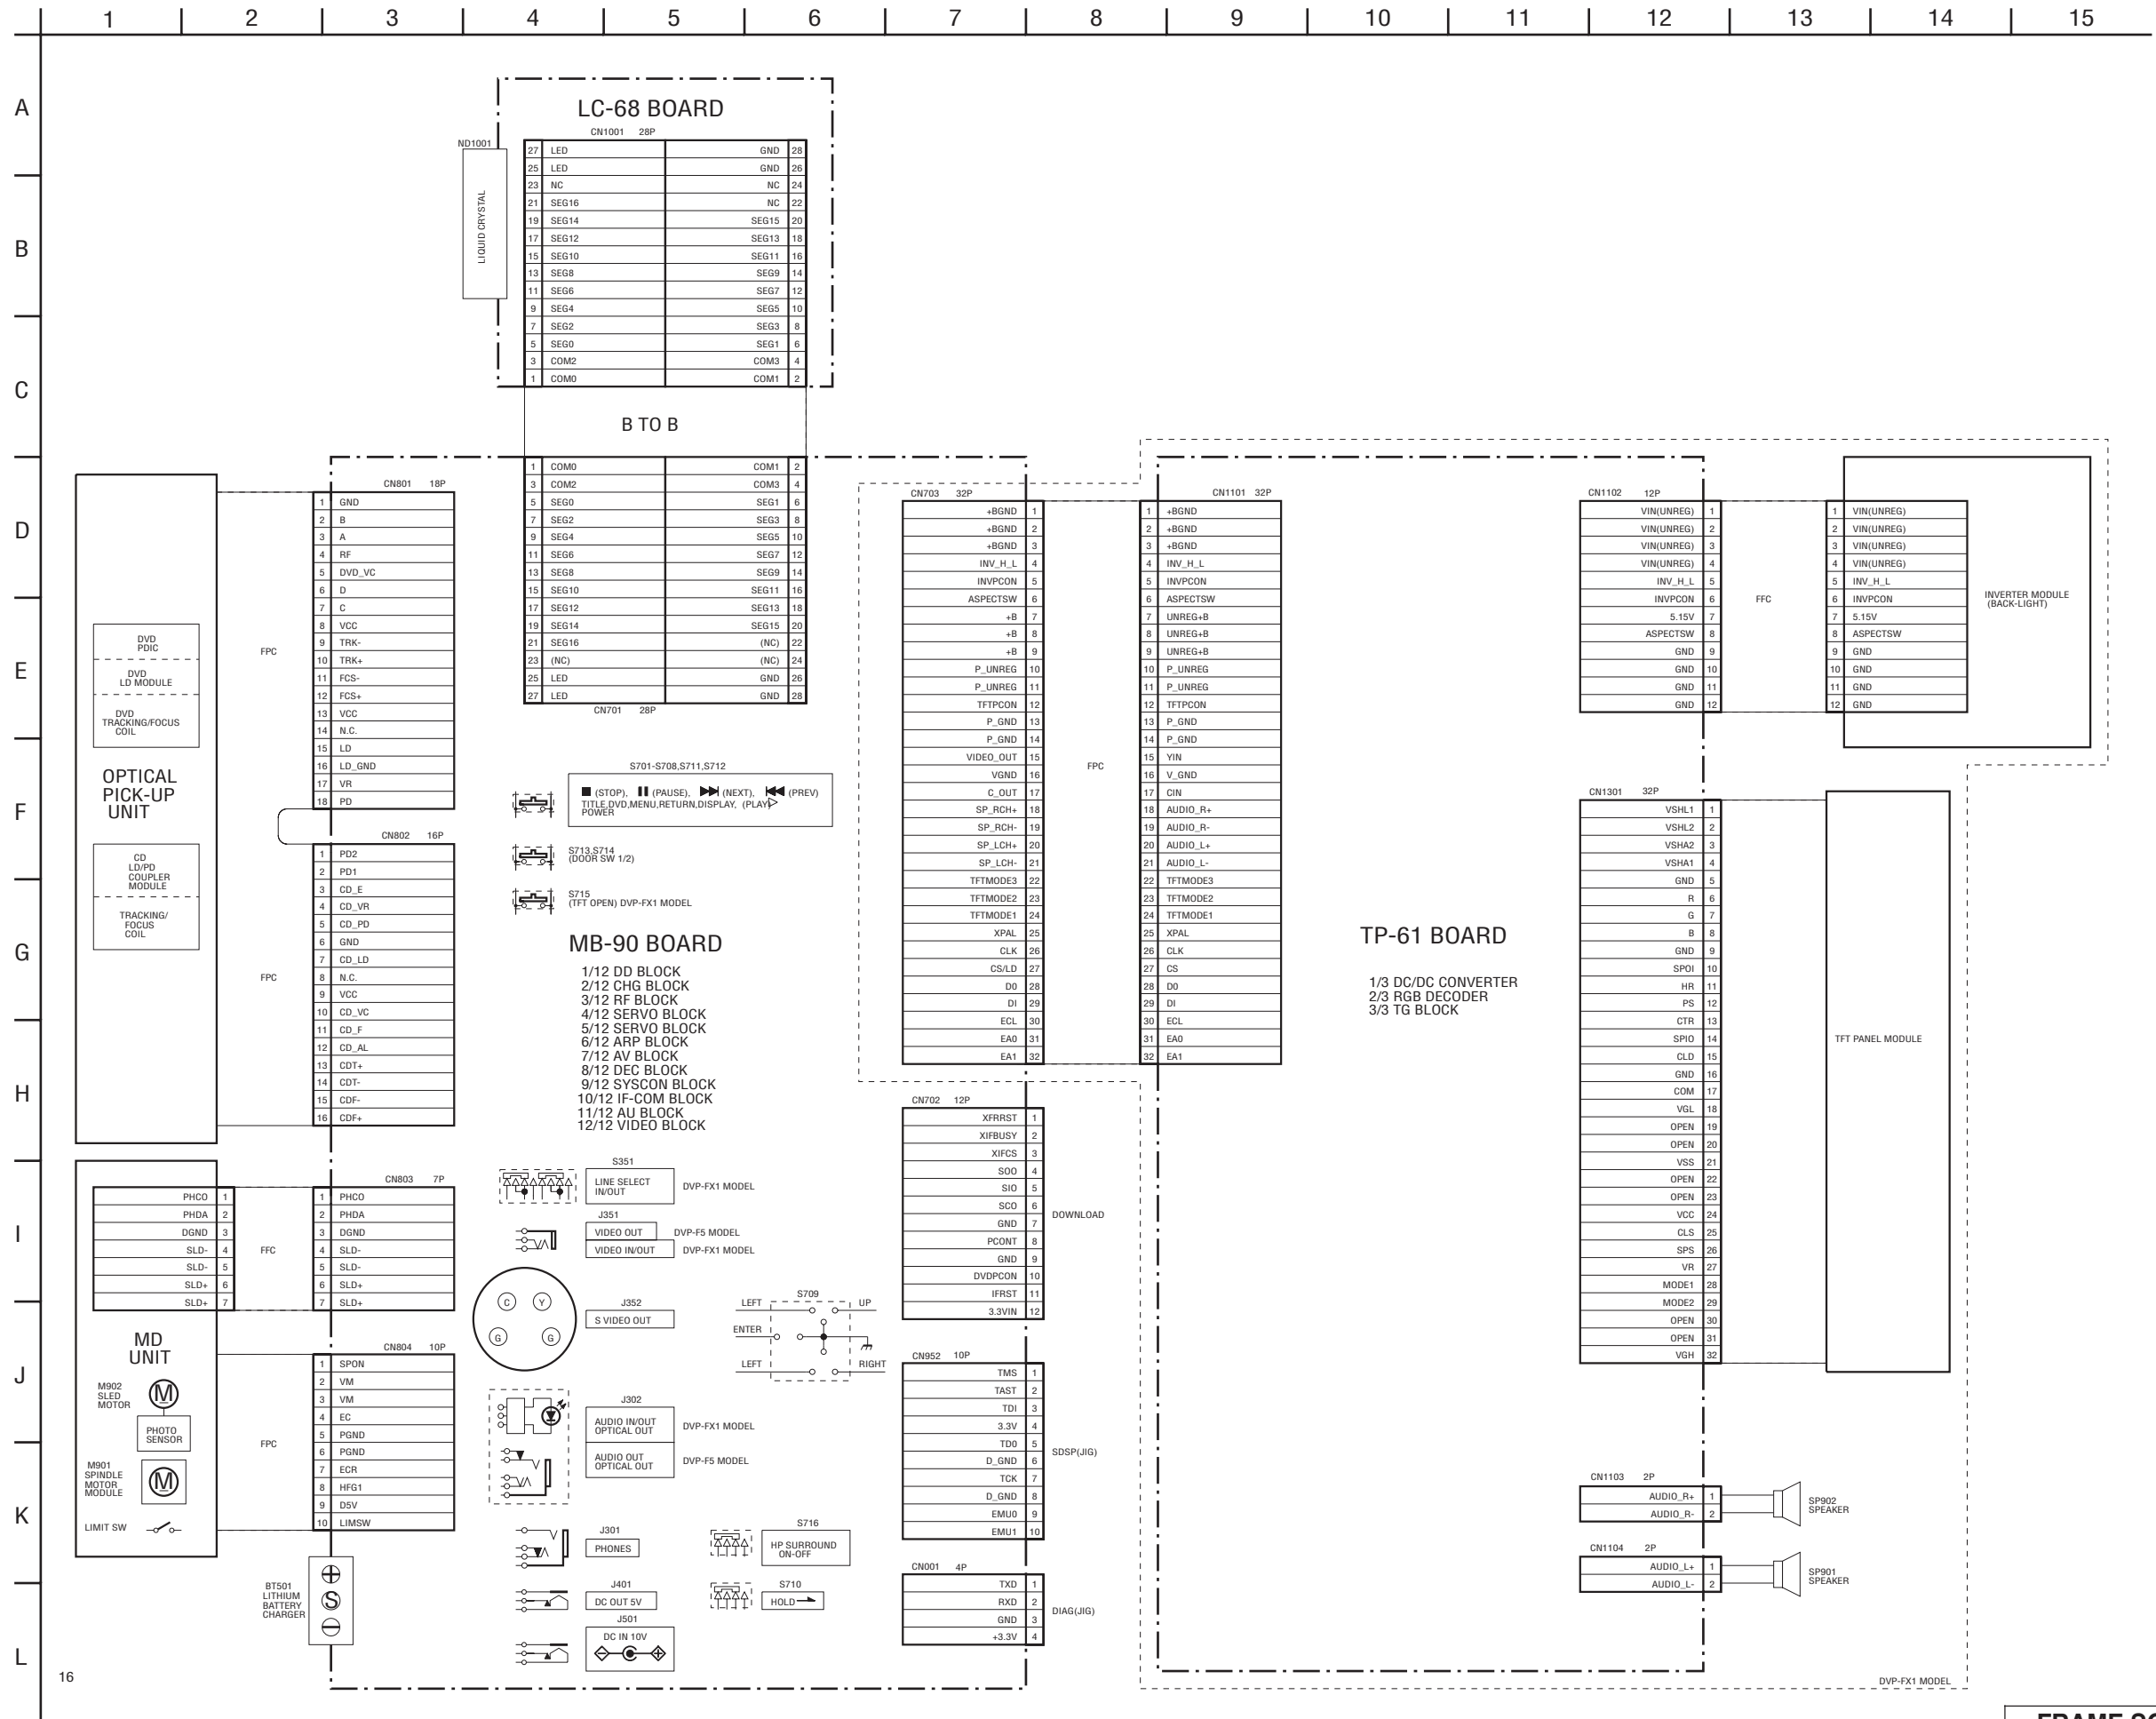 1 2 3 4 5 6 7 8 9 10 11 12 13 14 15
A
B
C
D
E
F
G
H
I
J
K
L
LC-68 BOARD
CN1001 28P
ND1001
LIQUID CRYSTAL
27 LED GND 28
25 LED GND 26
23 NC NC 24
21 SEG16 NC 22
19 SEG14 SEG15 20
17 SEG12 SEG13 18
15 SEG10 SEG11 16
13 SEG8 SEG9 14
11 SEG6 SEG7 12
9 SEG4 SEG5 10
7 SEG2 SEG3 8
5 SEG0 SEG1 6
3 COM2 COM3 4
1 COM0 COM1 2
B TO B
1 COM0 COM1 2
3 COM2 COM3 4
5 SEG0 SEG1 6
7 SEG2 SEG3 8
9 SEG4 SEG5 10
11 SEG6 SEG7 12
13 SEG8 SEG9 14
15 SEG10 SEG11 16
17 SEG12 SEG13 18
19 SEG14 SEG15 20
21 SEG16 (NC) 22
23 (NC) (NC) 24
25 LED GND 26
27 LED GND 28
CN701 28P
DVD
PDIC
DVD
LD MODULE
DVD
TRACKING/FOCUS
COIL
OPTICAL
PICK-UP
UNIT
CD
LD/PD
COUPLER
MODULE
TRACKING/
FOCUS
COIL
FPC
CN801 18P
1 GND
2 B
3 A
4 RF
5 DVD_VC
6 D
7 C
8 VCC
9 TRK-
10 TRK+
11 FCS-
12 FCS+
13 VCC
14 N.C.
15 LD
16 LD_GND
17 VR
18 PD
FPC
CN802 16P
1 PD2
2 PD1
3 CD_E
4 CD_VR
5 CD_PD
6 GND
7 CD_LD
8 N.C.
9 VCC
10 CD_VC
11 CD_F
12 CD_AL
13 CDT+
14 CDT-
15 CDF-
16 CDF+
PHCO 1
PHDA 2
DGND 3
SLD- 4
SLD- 5
SLD+ 6
SLD+ 7
FFC
CN803 7P
1 PHCO
2 PHDA
3 DGND
4 SLD-
5 SLD-
6 SLD+
7 SLD+
MD
UNIT
M902
SLED
MOTOR
M
PHOTO
SENSOR
M901
SPINDLE
MOTOR
MODULE
M
LIMIT SW
FPC
CN804 10P
1 SPON
2 VM
3 VM
4 EC
5 PGND
6 PGND
7 ECR
8 HFG1
9 D5V
10 LIMSW
BT501
LITHIUM
BATTERY
CHARGER
S
S701-S708,S711,S712
■ (STOP), ❚❚ (PAUSE), ▶▶ (NEXT), ◀◀ (PREV)
TITLE,DVD,MENU,RETURN,DISPLAY, (PLAY)▷
POWER
S713,S714
(DOOR SW 1/2)
S715
(TFT OPEN) DVP-FX1 MODEL
MB-90 BOARD
1/12 DD BLOCK
2/12 CHG BLOCK
3/12 RF BLOCK
4/12 SERVO BLOCK
5/12 SERVO BLOCK
6/12 ARP BLOCK
7/12 AV BLOCK
8/12 DEC BLOCK
9/12 SYSCON BLOCK
10/12 IF-COM BLOCK
11/12 AU BLOCK
12/12 VIDEO BLOCK
S351
LINE SELECT
IN/OUT
DVP-FX1 MODEL
J351
VIDEO OUT DVP-F5 MODEL
VIDEO IN/OUT DVP-FX1 MODEL
C Y
G G
J352
S VIDEO OUT
S709
LEFT UP
ENTER
LEFT RIGHT
J302
AUDIO IN/OUT
OPTICAL OUT
DVP-FX1 MODEL
AUDIO OUT
OPTICAL OUT
DVP-F5 MODEL
J301
PHONES
S716
HP SURROUND
ON-OFF
J401
DC OUT 5V
S710
HOLD
J501
DC IN 10V
CN703 32P
+BGND 1
+BGND 2
+BGND 3
INV_H_L 4
INVPCON 5
ASPECTSW 6
+B 7
+B 8
+B 9
P_UNREG 10
P_UNREG 11
TFTPCON 12
P_GND 13
P_GND 14
VIDEO_OUT 15
VGND 16
C_OUT 17
SP_RCH+ 18
SP_RCH- 19
SP_LCH+ 20
SP_LCH- 21
TFTMODE3 22
TFTMODE2 23
TFTMODE1 24
XPAL 25
CLK 26
CS/LD 27
D0 28
DI 29
ECL 30
EA0 31
EA1 32
FPC
CN1101 32P
1 +BGND
2 +BGND
3 +BGND
4 INV_H_L
5 INVPCON
6 ASPECTSW
7 UNREG+B
8 UNREG+B
9 UNREG+B
10 P_UNREG
11 P_UNREG
12 TFTPCON
13 P_GND
14 P_GND
15 YIN
16 V_GND
17 CIN
18 AUDIO_R+
19 AUDIO_R-
20 AUDIO_L+
21 AUDIO_L-
22 TFTMODE3
23 TFTMODE2
24 TFTMODE1
25 XPAL
26 CLK
27 CS
28 D0
29 DI
30 ECL
31 EA0
32 EA1
CN702 12P
XFRRST 1
XIFBUSY 2
XIFCS 3
SOO 4
SIO 5
SCO 6
GND 7
PCONT 8
GND 9
DVDPCON 10
IFRST 11
3.3VIN 12
DOWNLOAD
CN952 10P
TMS 1
TAST 2
TDI 3
3.3V 4
TD0 5
D_GND 6
TCK 7
D_GND 8
EMU0 9
EMU1 10
SDSP(JIG)
CN001 4P
TXD 1
RXD 2
GND 3
+3.3V 4
DIAG(JIG)
TP-61 BOARD
1/3 DC/DC CONVERTER
2/3 RGB DECODER
3/3 TG BLOCK
CN1102 12P
VIN(UNREG) 1
VIN(UNREG) 2
VIN(UNREG) 3
VIN(UNREG) 4
INV_H_L 5
INVPCON 6
5.15V 7
ASPECTSW 8
GND 9
GND 10
GND 11
GND 12
FFC
1 VIN(UNREG)
2 VIN(UNREG)
3 VIN(UNREG)
4 VIN(UNREG)
5 INV_H_L
6 INVPCON
7 5.15V
8 ASPECTSW
9 GND
10 GND
11 GND
12 GND
INVERTER MODULE
(BACK-LIGHT)
CN1301 32P
VSHL1 1
VSHL2 2
VSHA2 3
VSHA1 4
GND 5
R 6
G 7
B 8
GND 9
SPOI 10
HR 11
PS 12
CTR 13
SPIO 14
CLD 15
GND 16
COM 17
VGL 18
OPEN 19
OPEN 20
VSS 21
OPEN 22
OPEN 23
VCC 24
CLS 25
SPS 26
VR 27
MODE1 28
MODE2 29
OPEN 30
OPEN 31
VGH 32
TFT PANEL MODULE
CN1103 2P
AUDIO_R+ 1
AUDIO_R- 2
SP902
SPEAKER
CN1104 2P
AUDIO_L+ 1
AUDIO_L- 2
SP901
SPEAKER
DVP-FX1 MODEL
16